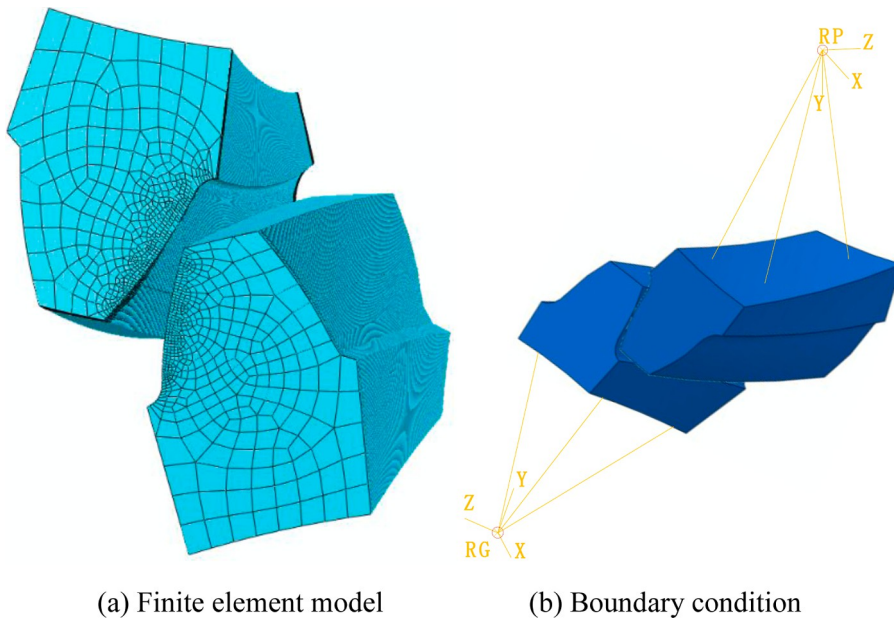 RP
Z
X
Y
Y
Z
RG
X
(a) Finite element model
(b) Boundary condition